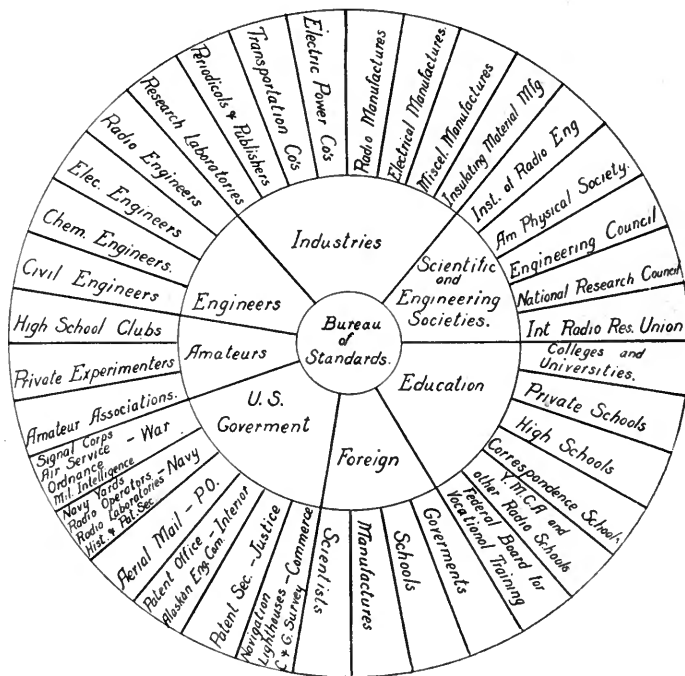 Bureau
of
Standards.
Industries
Research Laboratories
Periodicals & Publishers
Transportation Co's
Electric Power Co's
Radio Manufactures
Electrical Manufactures.
Miscel. Manufactures
Insulating Material Mfg
Scientific
and
Engineering
Societies.
Inst. of Radio Eng
Am Physical Society.
Engineering Council
National Research Council
Int Radio Res. Union
Education
Colleges and
Universities.
Private Schools
High Schools
Correspondence Schools,
Y.M.C.A and
other Radio Schools
Federal Board for
Vocational Training
Foreign
Goverments
Schools
Manufactures
Scientists
U.S.
Goverment
Navigation
Lighthouses - Commerce
C & G. Survey
Patent Sec. - Justice
Patent Office - Interior
Alaskan Eng. Com.
Aerial Mail - P.O.
Navy Yards
Radio Operators - Navy
Radio Laboratories
Hist. & Pol. Sec.
Signal Corps
Air Service - War
Ordnance
Mil. Intelligence
Amateurs
Amateur Associations.
Private Experimenters
High School Clubs
Engineers
Civil Engineers
Chem. Engineers.
Elec. Engineers
Radio Engineers